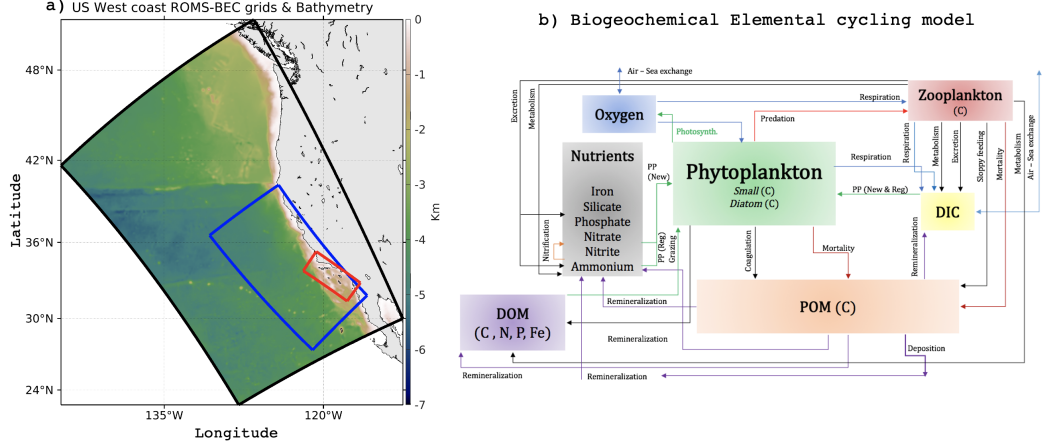 a) US West coast ROMS-BEC grids & Bathymetry
48°N
42°N
36°N
30°N
24°N
Latitude
135°W
120°W
Longitude
0
-1
-2
-3
-4
-5
-6
-7
Km
b) Biogeochemical Elemental cycling model
Air – Sea exchange
Excretion
Metabolism
Oxygen
Respiration
Zooplankton
(C)
Photosynth.
Predation
Respiration
Metabolism
Excretion
Sloppy feeding
Mortality
Metabolism
Air – Sea exchange
Nutrients
Iron
Silicate
Phosphate
Nitrate
Nitrite
Ammonium
Nitrification
PP
(New)
PP (Reg)
Grazing
Phytoplankton
Small (C)
Diatom (C)
Respiration
PP (New & Reg)
DIC
Coagulation
Mortality
Remineralization
DOM
(C , N, P, Fe)
Remineralization
POM (C)
Remineralization
Deposition
Remineralization
Remineralization